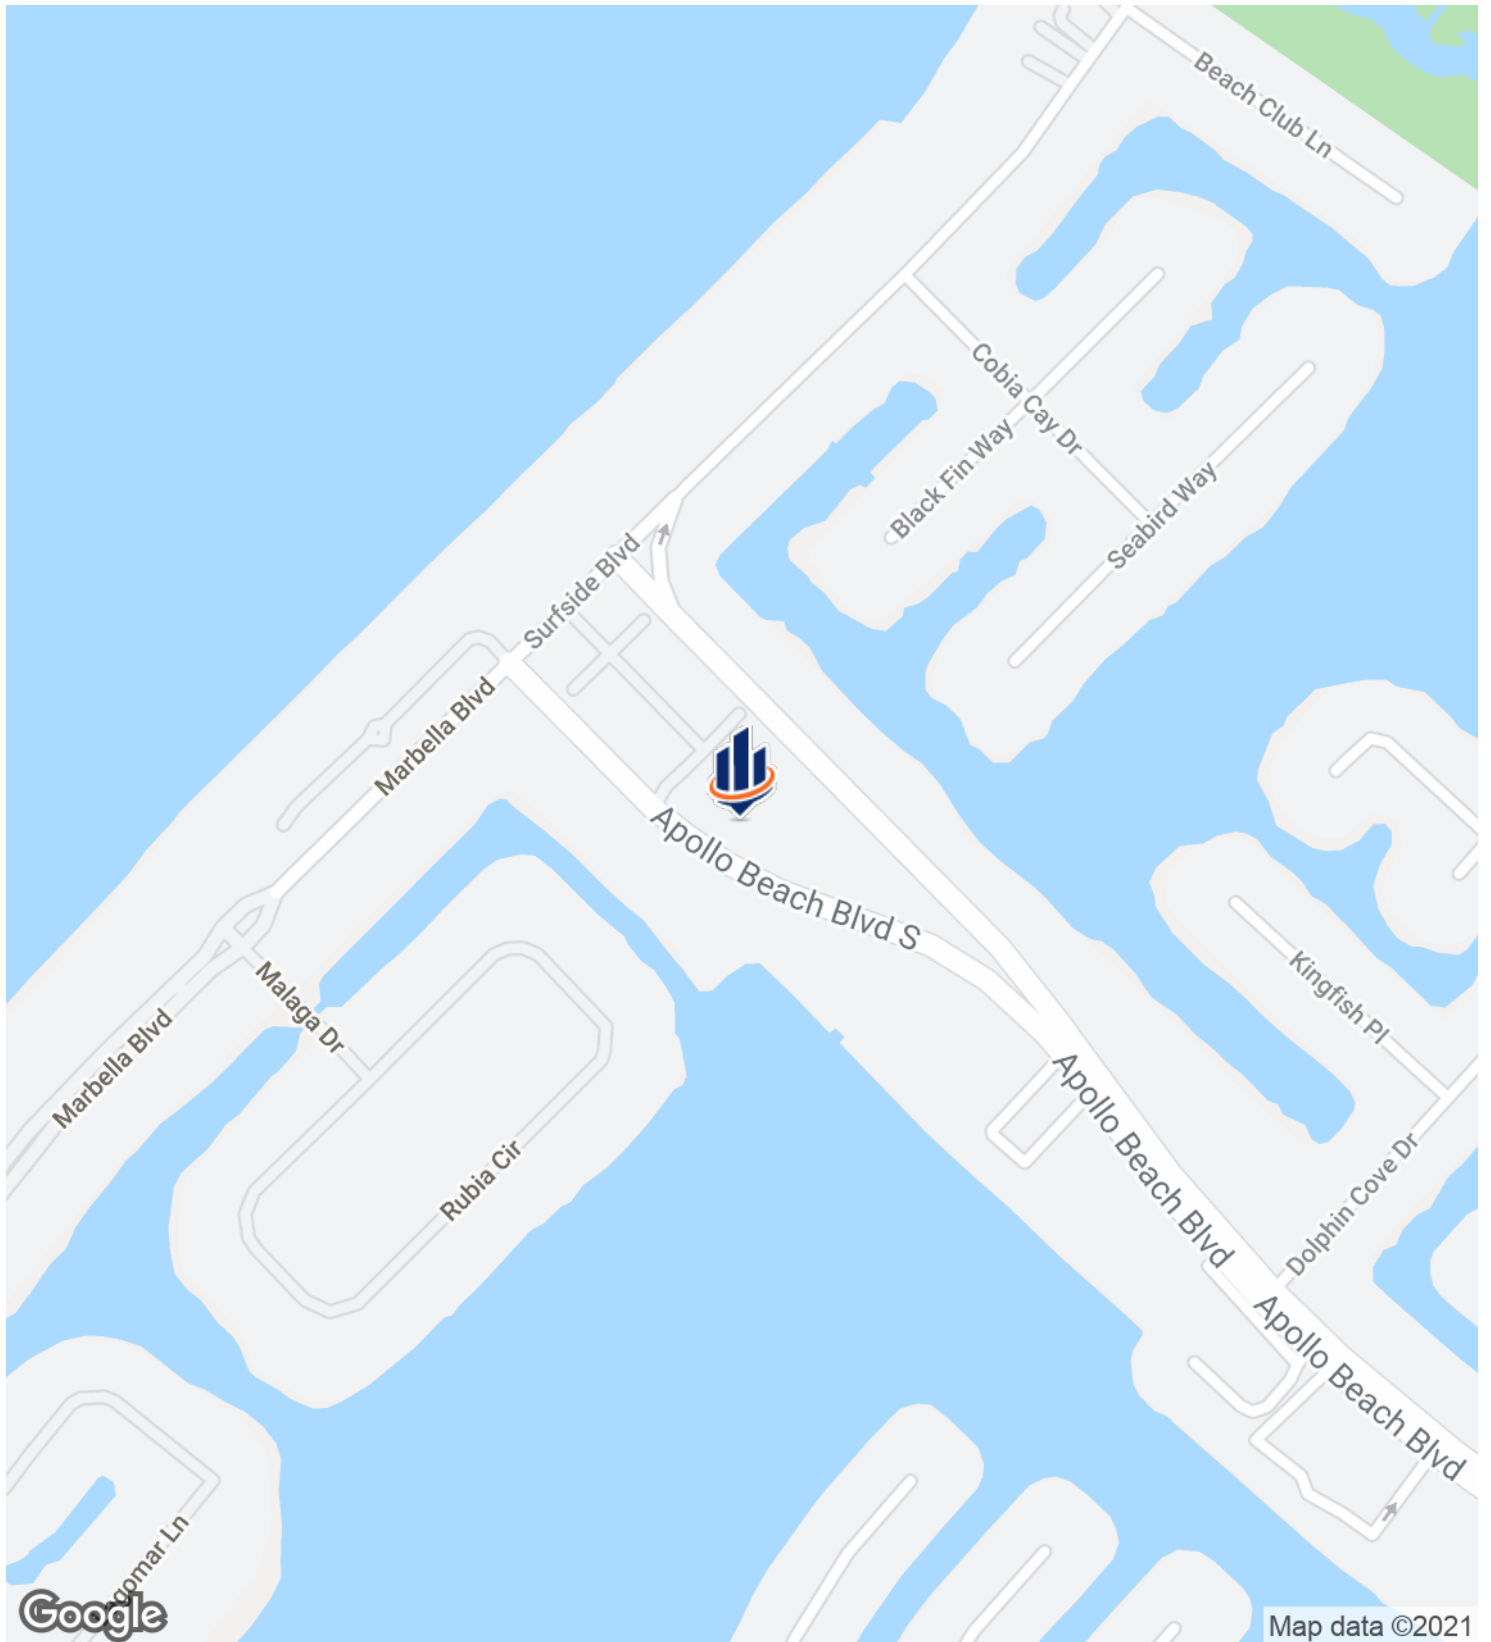 Beach Club Ln
Cobia Cay Dr
Black Fin Way
Seabird Way
Surfside Blvd
Marbella Blvd
Apollo Beach Blvd S
Kingfish Pl
Malaga Dr
Marbella Blvd
Apollo Beach Blvd
Rubia Cir
Dolphin Cove Dr
Apollo Beach Blvd
Ln
Google
Map data ©2021